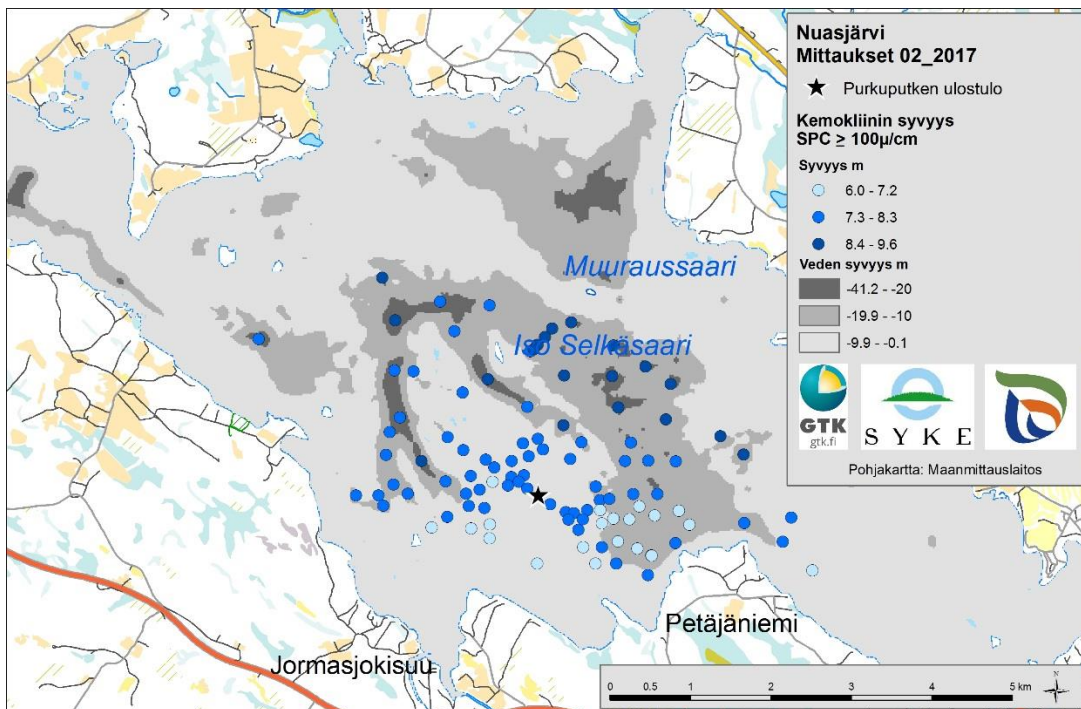 Nuasjärvi
Mittaukset 02_2017
Purkuputken ulostulo
Kemokliinin syvyys
SPC ≥ 100µ/cm
Syvyys m
6.0 - 7.2
7.3 - 8.3
8.4 - 9.6
Veden syvyys m
-41.2 - -20
-19.9 - -10
-9.9 - -0.1
GTK
gtk.fi
SYKE
Pohjakartta: Maanmittauslaitos
Muuraussaari
Iso Selkäsaari
Petäjäniemi
Jormasjokisuu
0 0.5 1 2 3 4 5 km
N